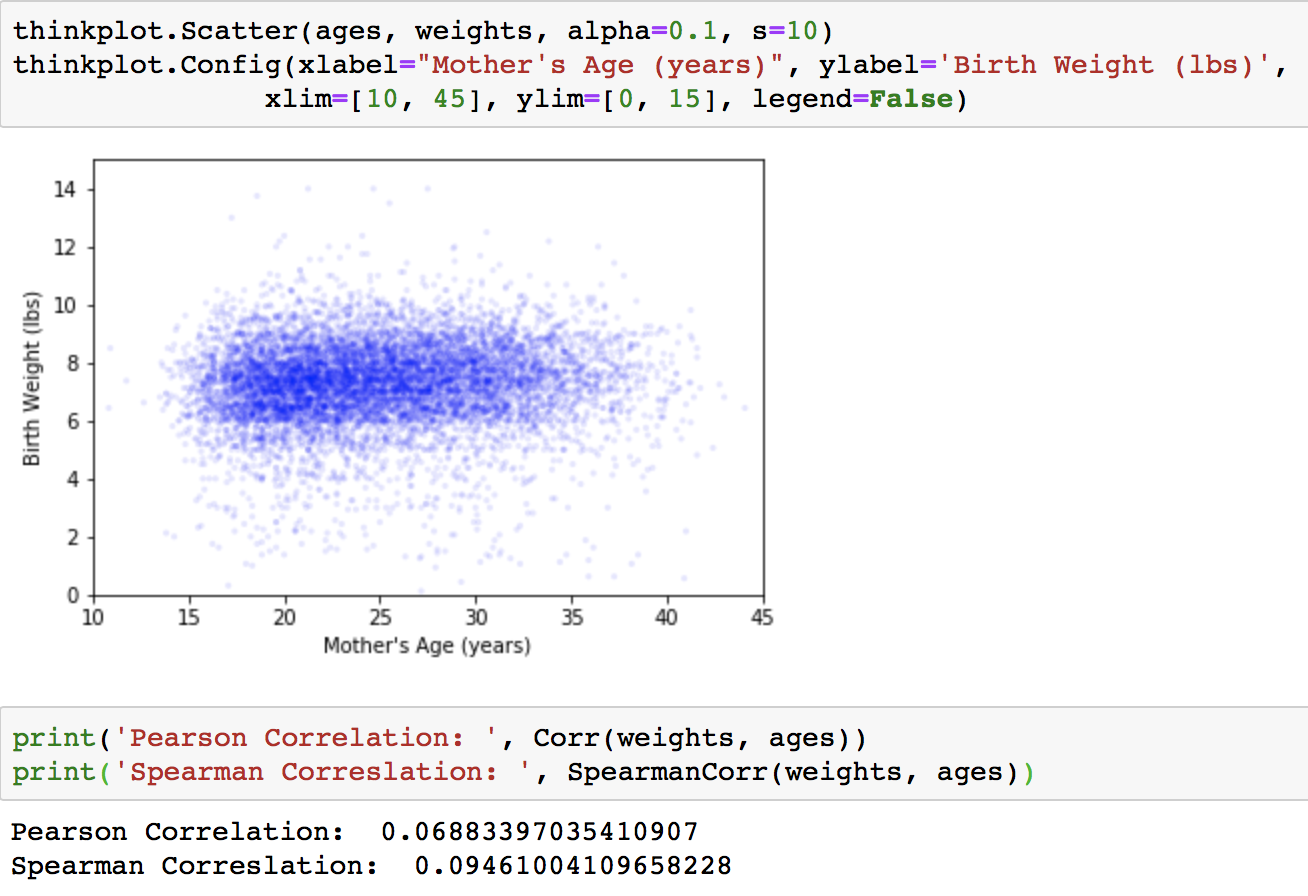 thinkplot.Scatter(ages, weights, alpha=0.1, s=10)
thinkplot.Config(xlabel="Mother's Age (years)", ylabel='Birth Weight (lbs)',
xlim=[10, 45], ylim=[0, 15], legend=False)
14
12
10
8
6
4
2
0
Birth Weight (lbs)
10 15 20 25 30 35 40 45
Mother's Age (years)
print('Pearson Correlation: ', Corr(weights, ages))
print('Spearman Correslation: ', SpearmanCorr(weights, ages))
Pearson Correlation:  0.06883397035410907
Spearman Correslation:  0.09461004109658228